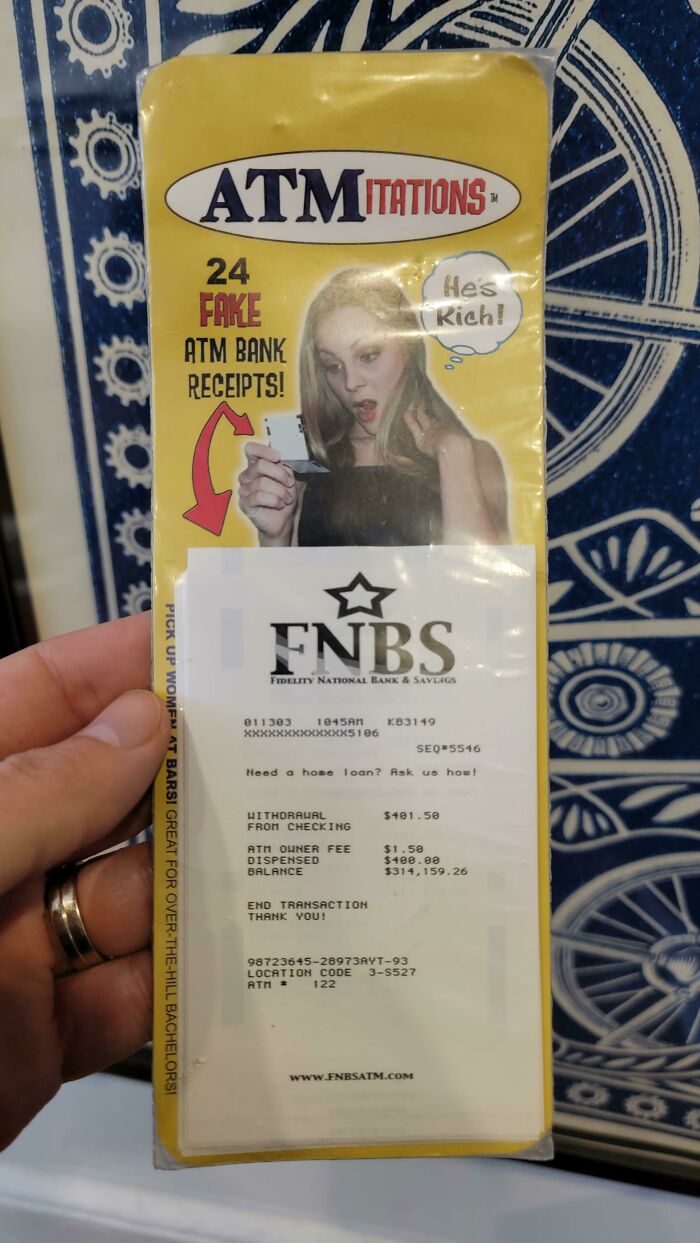 ATMITATIONS™
24
FAKE
ATM BANK
RECEIPTS!
He's
Rich!
PICK UP WOMEN AT BARS! GREAT FOR OVER-THE-HILL BACHELORS!
FNBS
FIDELITY NATIONAL BANK & SAVINGS
011303 1045AM KB3149
XXXXXXXXXXXXX5106
SEQ#5546
Need a home loan? Ask us how!
WITHDRAWAL $401.50
FROM CHECKING
ATM OWNER FEE $1.50
DISPENSED $400.00
BALANCE $314,159.26
END TRANSACTION
THANK YOU!
98723645-28973AYT-93
LOCATION CODE 3-S527
ATM # 122
WWW.FNBSATM.COM